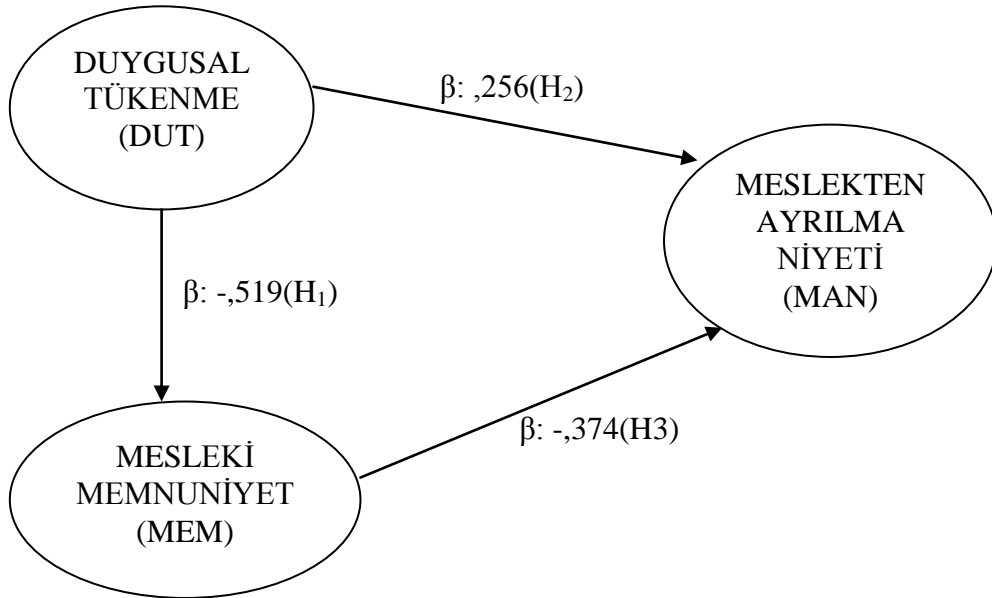 DUYGUSAL
TÜKENME
(DUT)
β: ,256(H₂)
MESLEKTEN
AYRILMA
NİYETİ
(MAN)
β: -,519(H₁)
β: -,374(H3)
MESLEKİ
MEMNUNİYET
(MEM)